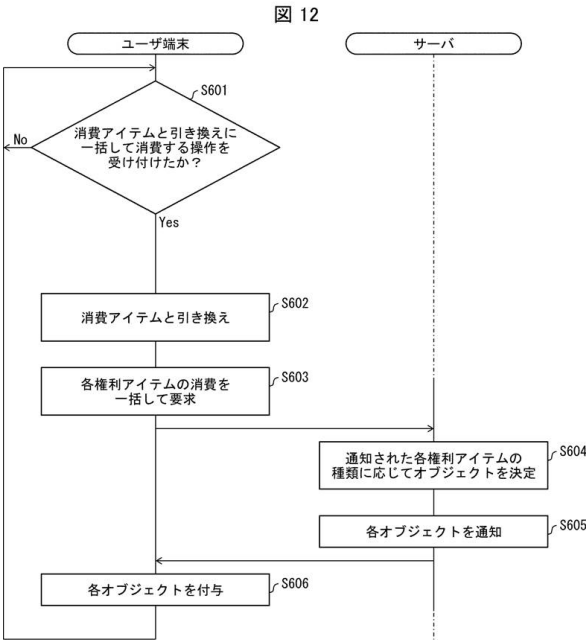 図 12
ユーザ端末
サーバ
S601
消費アイテムと引き換えに
一括して消費する操作を
受け付けたか？
No
Yes
S602
消費アイテムと引き換え
S603
各権利アイテムの消費を
一括して要求
S604
通知された各権利アイテムの
種類に応じてオブジェクトを決定
S605
各オブジェクトを通知
S606
各オブジェクトを付与